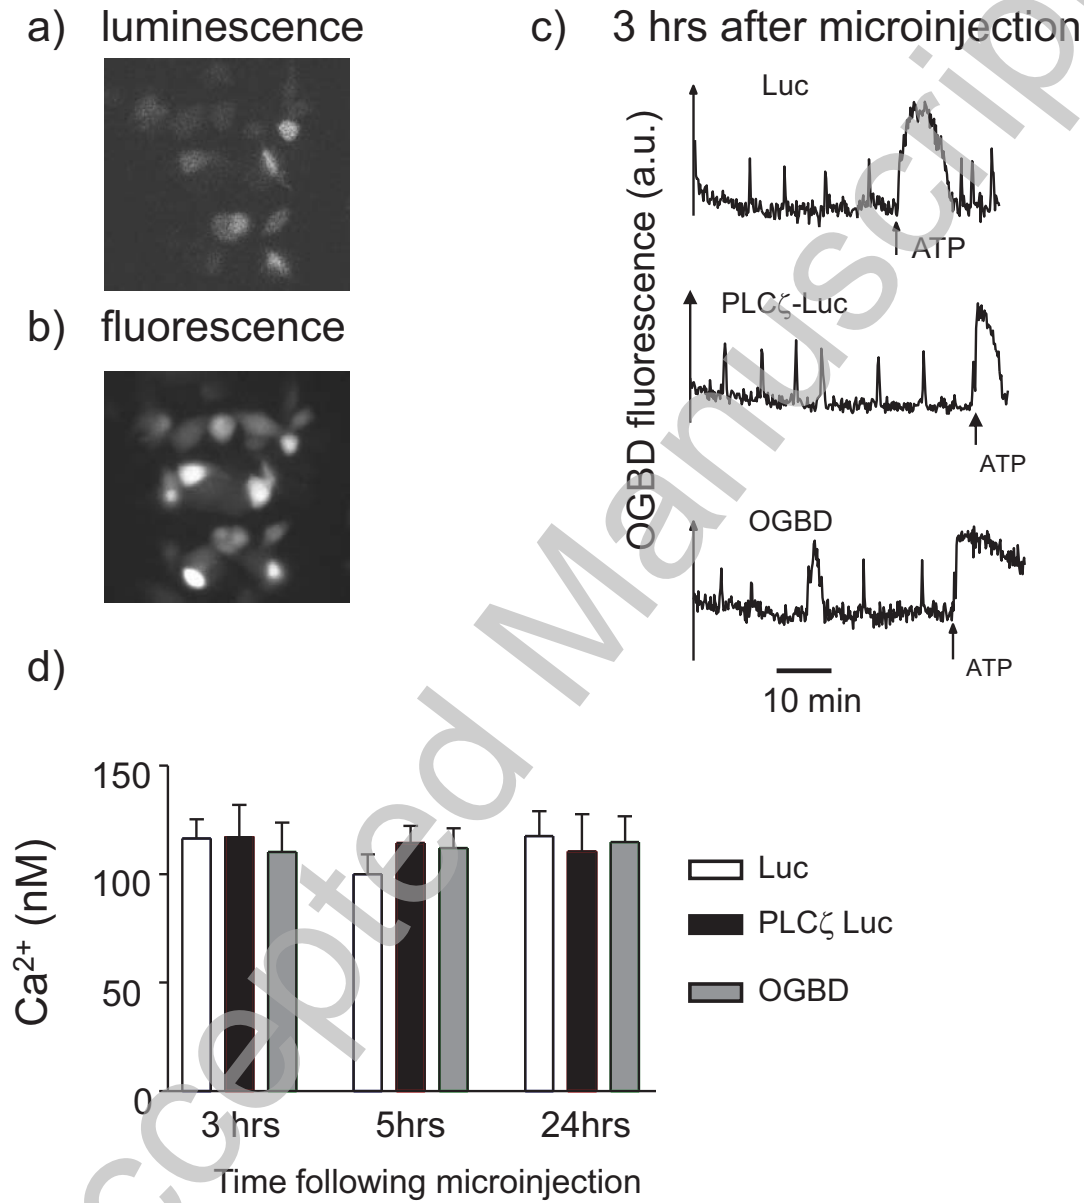 a) luminescence
b) fluorescence
c) 3 hrs after microinjection
OGBD fluorescence (a.u.)
Luc
ATP
PLCζ-Luc
ATP
OGBD
ATP
10 min
d)
Ca2+ (nM)
150
100
50
0
3 hrs
5hrs
24hrs
Time following microinjection
Luc
PLCζ Luc
OGBD
Accepted Manuscript